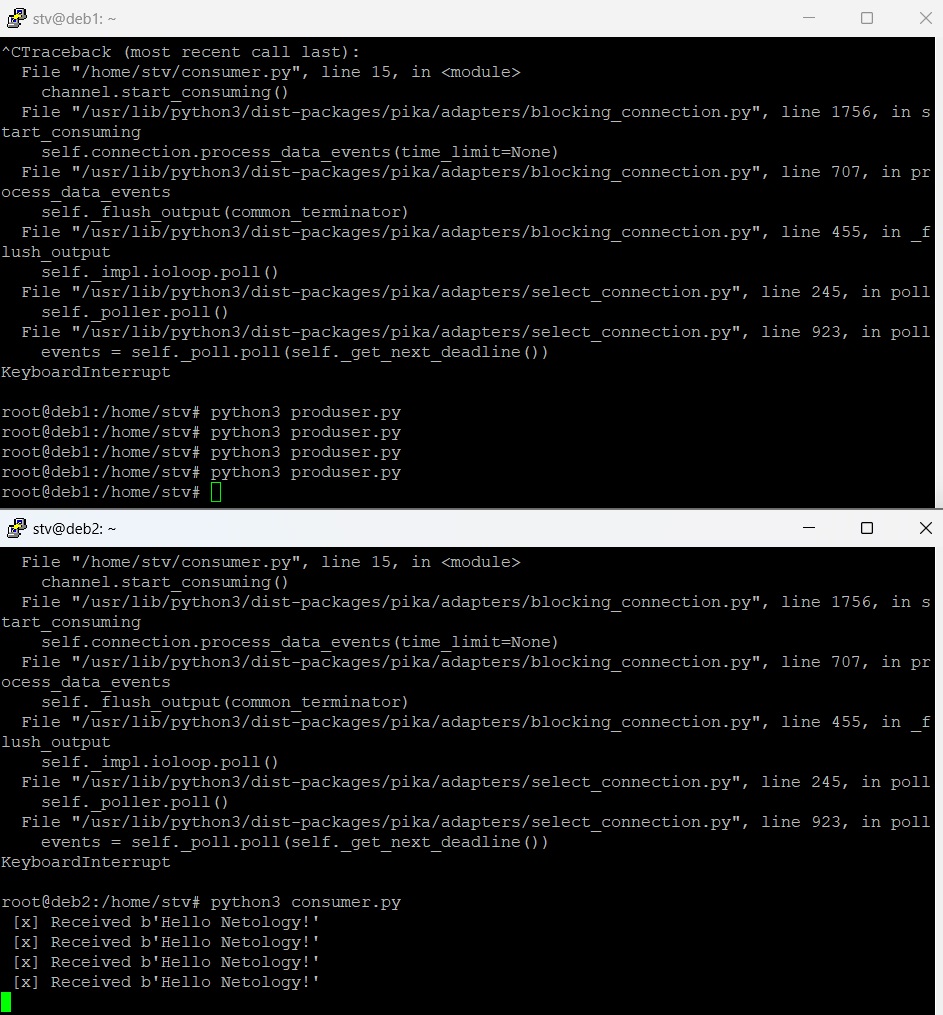 stv@deb1: ~
^CTraceback (most recent call last):
  File "/home/stv/consumer.py", line 15, in <module>
    channel.start_consuming()
  File "/usr/lib/python3/dist-packages/pika/adapters/blocking_connection.py", line 1756, in s
tart_consuming
    self.connection.process_data_events(time_limit=None)
  File "/usr/lib/python3/dist-packages/pika/adapters/blocking_connection.py", line 707, in pr
ocess_data_events
    self._flush_output(common_terminator)
  File "/usr/lib/python3/dist-packages/pika/adapters/blocking_connection.py", line 455, in _f
lush_output
    self._impl.ioloop.poll()
  File "/usr/lib/python3/dist-packages/pika/adapters/select_connection.py", line 245, in poll
    self._poller.poll()
  File "/usr/lib/python3/dist-packages/pika/adapters/select_connection.py", line 923, in poll
    events = self._poll.poll(self._get_next_deadline())
KeyboardInterrupt
root@deb1:/home/stv# python3 produser.py
root@deb1:/home/stv# python3 produser.py
root@deb1:/home/stv# python3 produser.py
root@deb1:/home/stv# python3 produser.py
root@deb1:/home/stv#
stv@deb2: ~
  File "/home/stv/consumer.py", line 15, in <module>
    channel.start_consuming()
  File "/usr/lib/python3/dist-packages/pika/adapters/blocking_connection.py", line 1756, in s
tart_consuming
    self.connection.process_data_events(time_limit=None)
  File "/usr/lib/python3/dist-packages/pika/adapters/blocking_connection.py", line 707, in pr
ocess_data_events
    self._flush_output(common_terminator)
  File "/usr/lib/python3/dist-packages/pika/adapters/blocking_connection.py", line 455, in _f
lush_output
    self._impl.ioloop.poll()
  File "/usr/lib/python3/dist-packages/pika/adapters/select_connection.py", line 245, in poll
    self._poller.poll()
  File "/usr/lib/python3/dist-packages/pika/adapters/select_connection.py", line 923, in poll
    events = self._poll.poll(self._get_next_deadline())
KeyboardInterrupt
root@deb2:/home/stv# python3 consumer.py
 [x] Received b'Hello Netology!'
 [x] Received b'Hello Netology!'
 [x] Received b'Hello Netology!'
 [x] Received b'Hello Netology!'